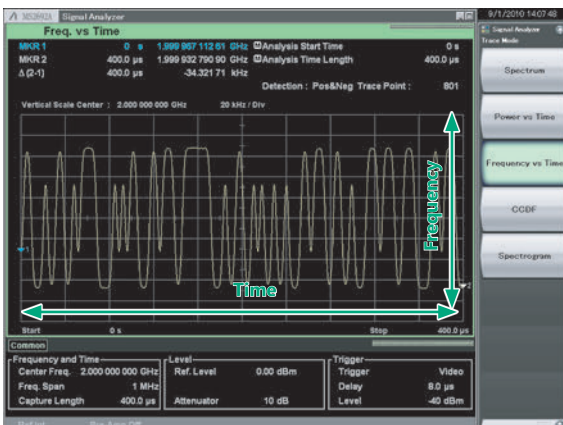 MS2692A Signal Analyzer
9/1/2010 14:07:48
Freq. vs Time
MKR 1 0 s 1.999 967 112 61 GHz Analysis Start Time 0 s
MKR 2 400.0 µs 1.999 932 790 90 GHz Analysis Time Length 400.0 µs
Δ (2-1) 400.0 µs -34.321 71 kHz
Detection : Pos&Neg Trace Point : 801
Vertical Scale Center : 2.000 000 000 GHz 20 kHz / Div
Frequency
Time
1
2
Start 0 s Stop 400.0 µs
Common
Frequency and Time
Center Freq. 2.000 000 000 GHz
Freq. Span 1 MHz
Capture Length 400.0 µs
Level
Ref. Level 0.00 dBm
Attenuator 10 dB
Trigger
Trigger Video
Delay 8.0 µs
Level -40 dBm
Signal Analyzer
Trace Mode
Spectrum
Power vs Time
Frequency vs Time
CCDF
Spectrogram